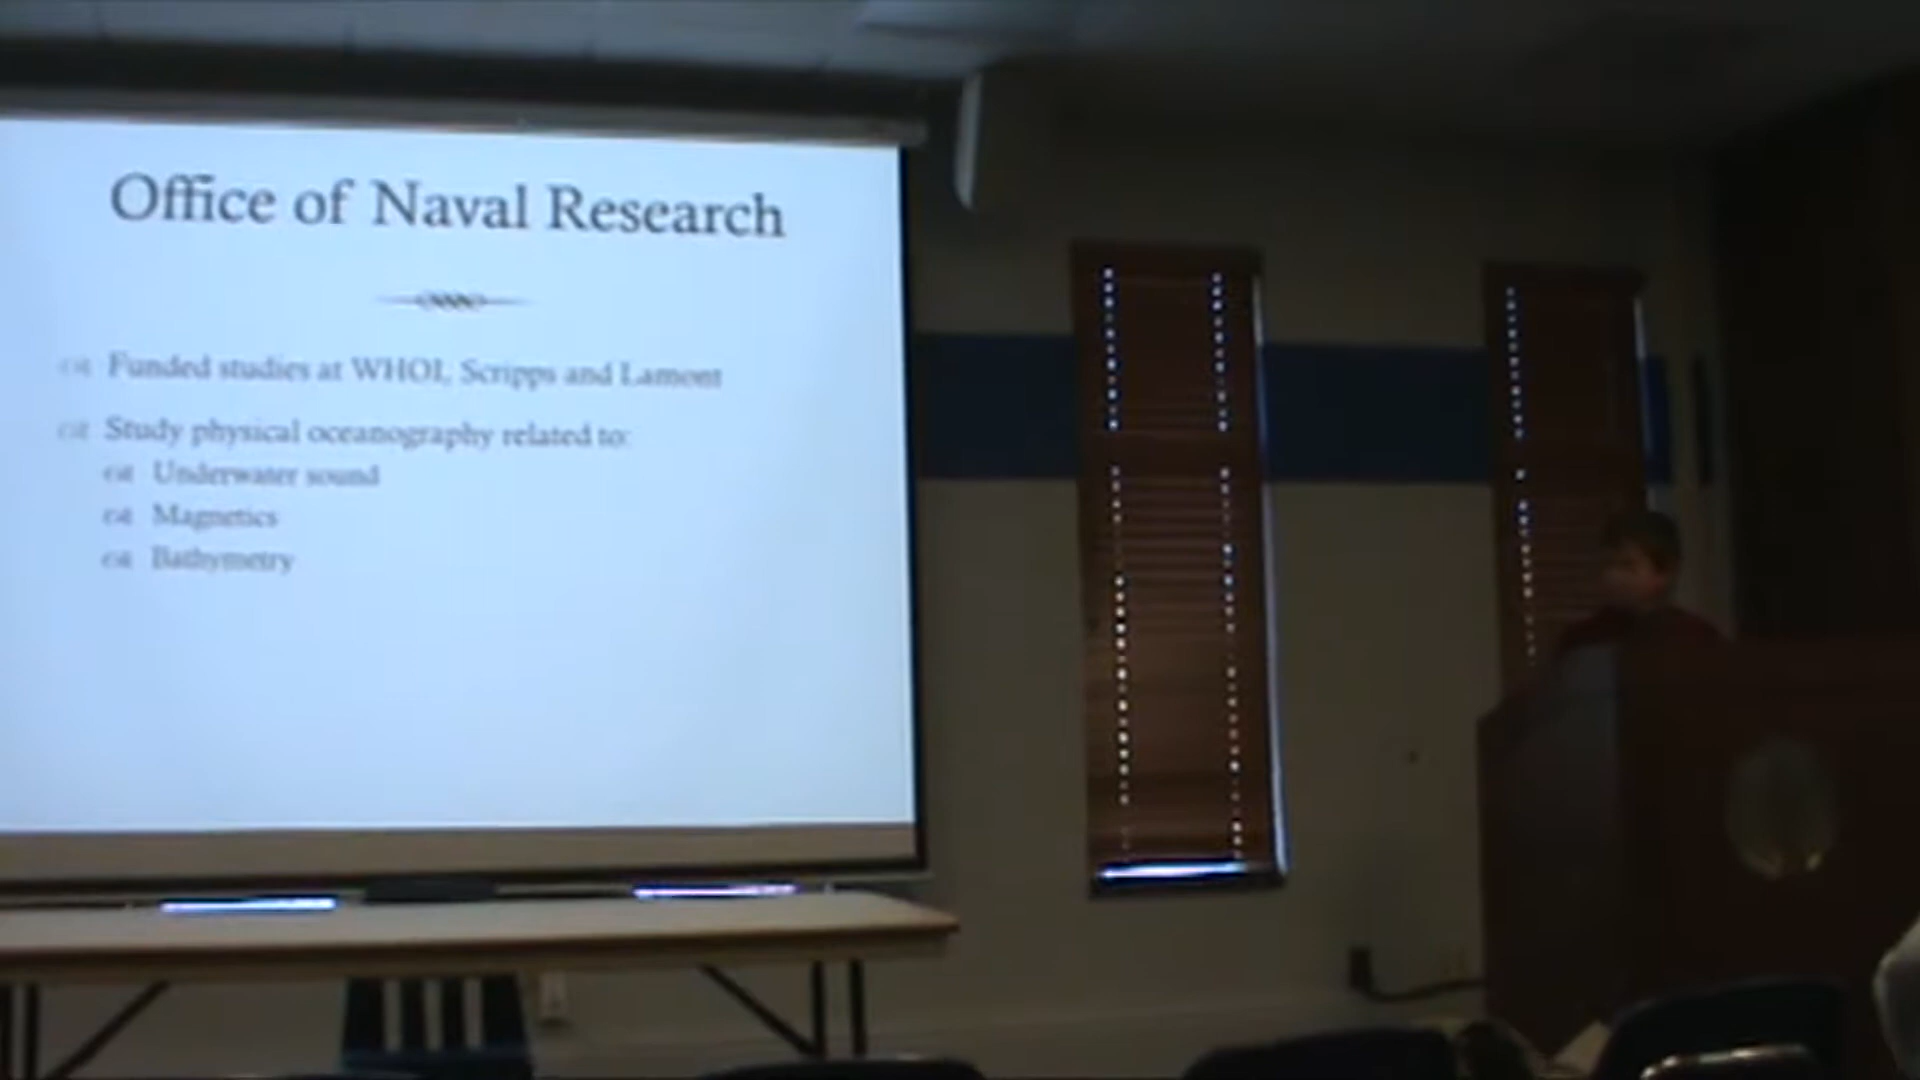 Office of Naval Research
Funded studies at WHOI, Scripps and Lamont
Study physical oceanography related to:
Underwater sound
Magnetics
Bathymetry